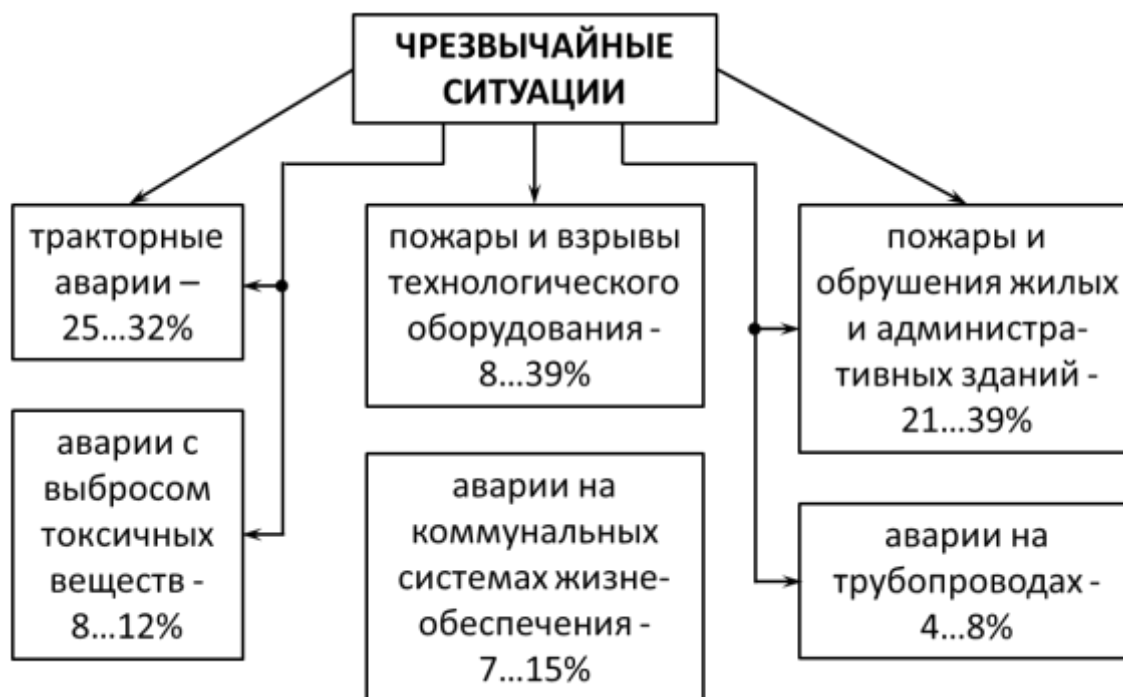 ЧРЕЗВЫЧАЙНЫЕ
СИТУАЦИИ
тракторные
аварии –
25...32%
пожары и взрывы
технологического
оборудования -
8...39%
пожары и
обрушения жилых
и администра-
тивных зданий -
21...39%
аварии с
выбросом
токсичных
веществ -
8...12%
аварии на
коммунальных
системах жизне-
обеспечения -
7...15%
аварии на
трубопроводах -
4...8%